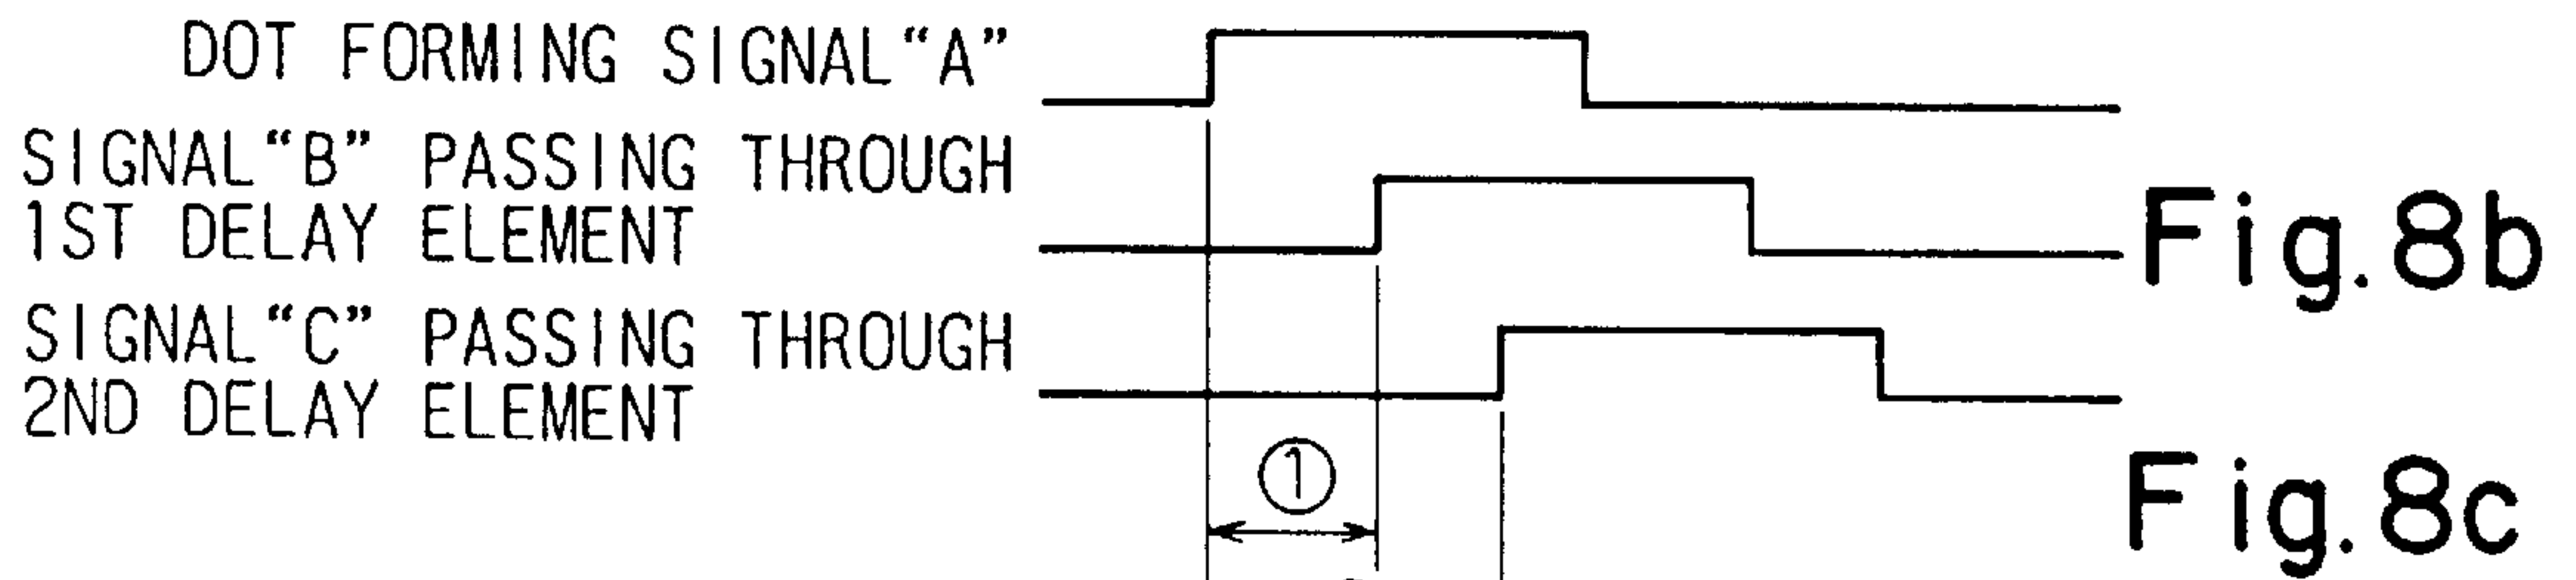 DOT FORMING SIGNAL“A”
SIGNAL“B” PASSING THROUGH
1ST DELAY ELEMENT
Fig. 8b
SIGNAL“C” PASSING THROUGH
2ND DELAY ELEMENT
①
Fig. 8c